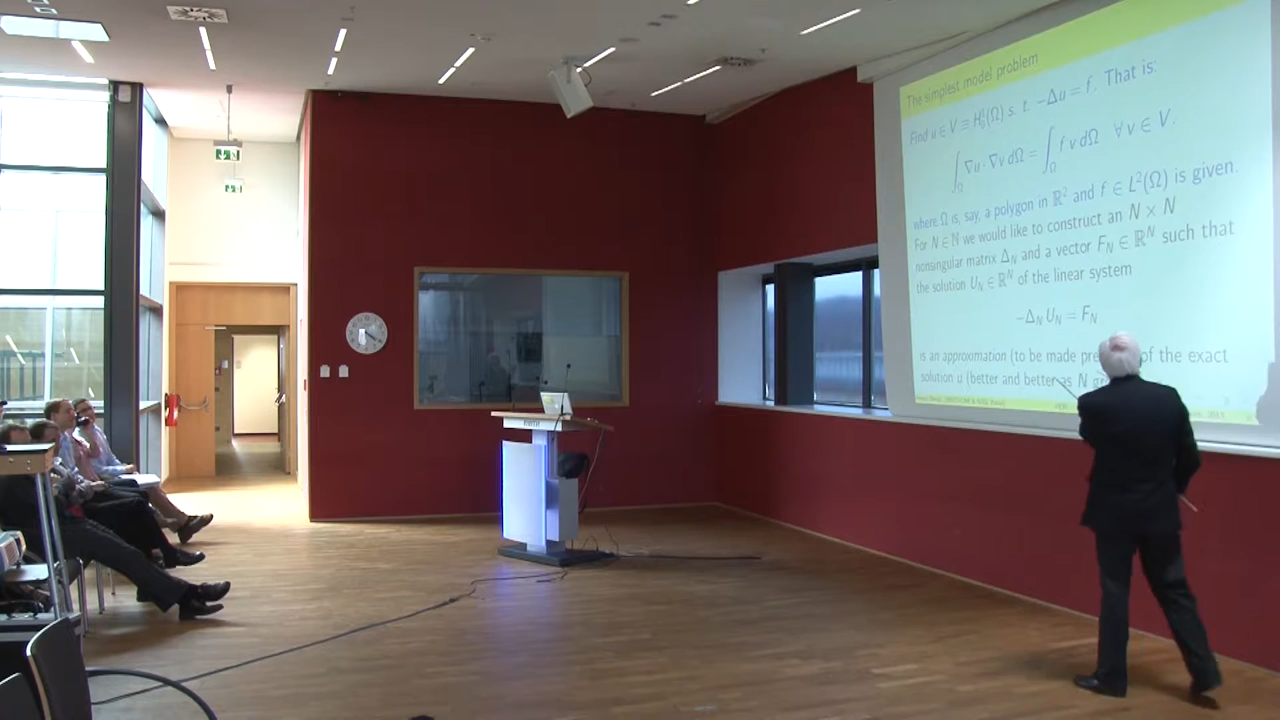 The simplest model problem
Find u ∈ V ≡ H¹₀(Ω) s. t. −Δu = f. That is:
∫_Ω ∇u · ∇v dΩ = ∫_Ω f v dΩ ∀ v ∈ V.
where Ω is, say, a polygon in ℝ² and f ∈ L²(Ω) is given.
For N ∈ ℕ we would like to construct an N × N
nonsingular matrix Δ_N and a vector F_N ∈ ℝ^N such that
the solution U_N ∈ ℝ^N of the linear system
−Δ_N U_N = F_N
is an approximation (to be made pre of the exact
solution u (better and better as N